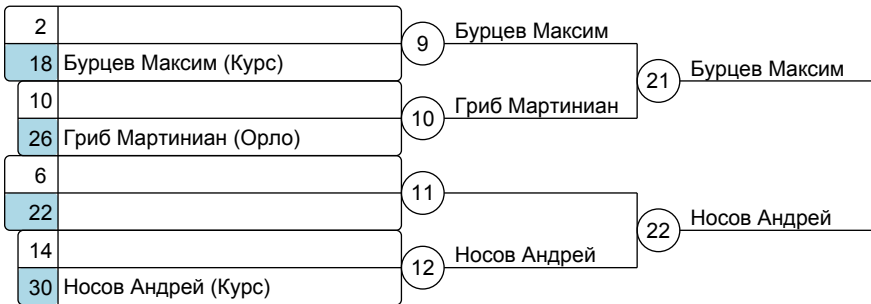 2
18 Бурцев Максим (Курс)
9 Бурцев Максим
10
26 Гриб Мартиниан (Орло)
10 Гриб Мартиниан
21 Бурцев Максим
6
22
11
14
30 Носов Андрей (Курс)
12 Носов Андрей
22 Носов Андрей